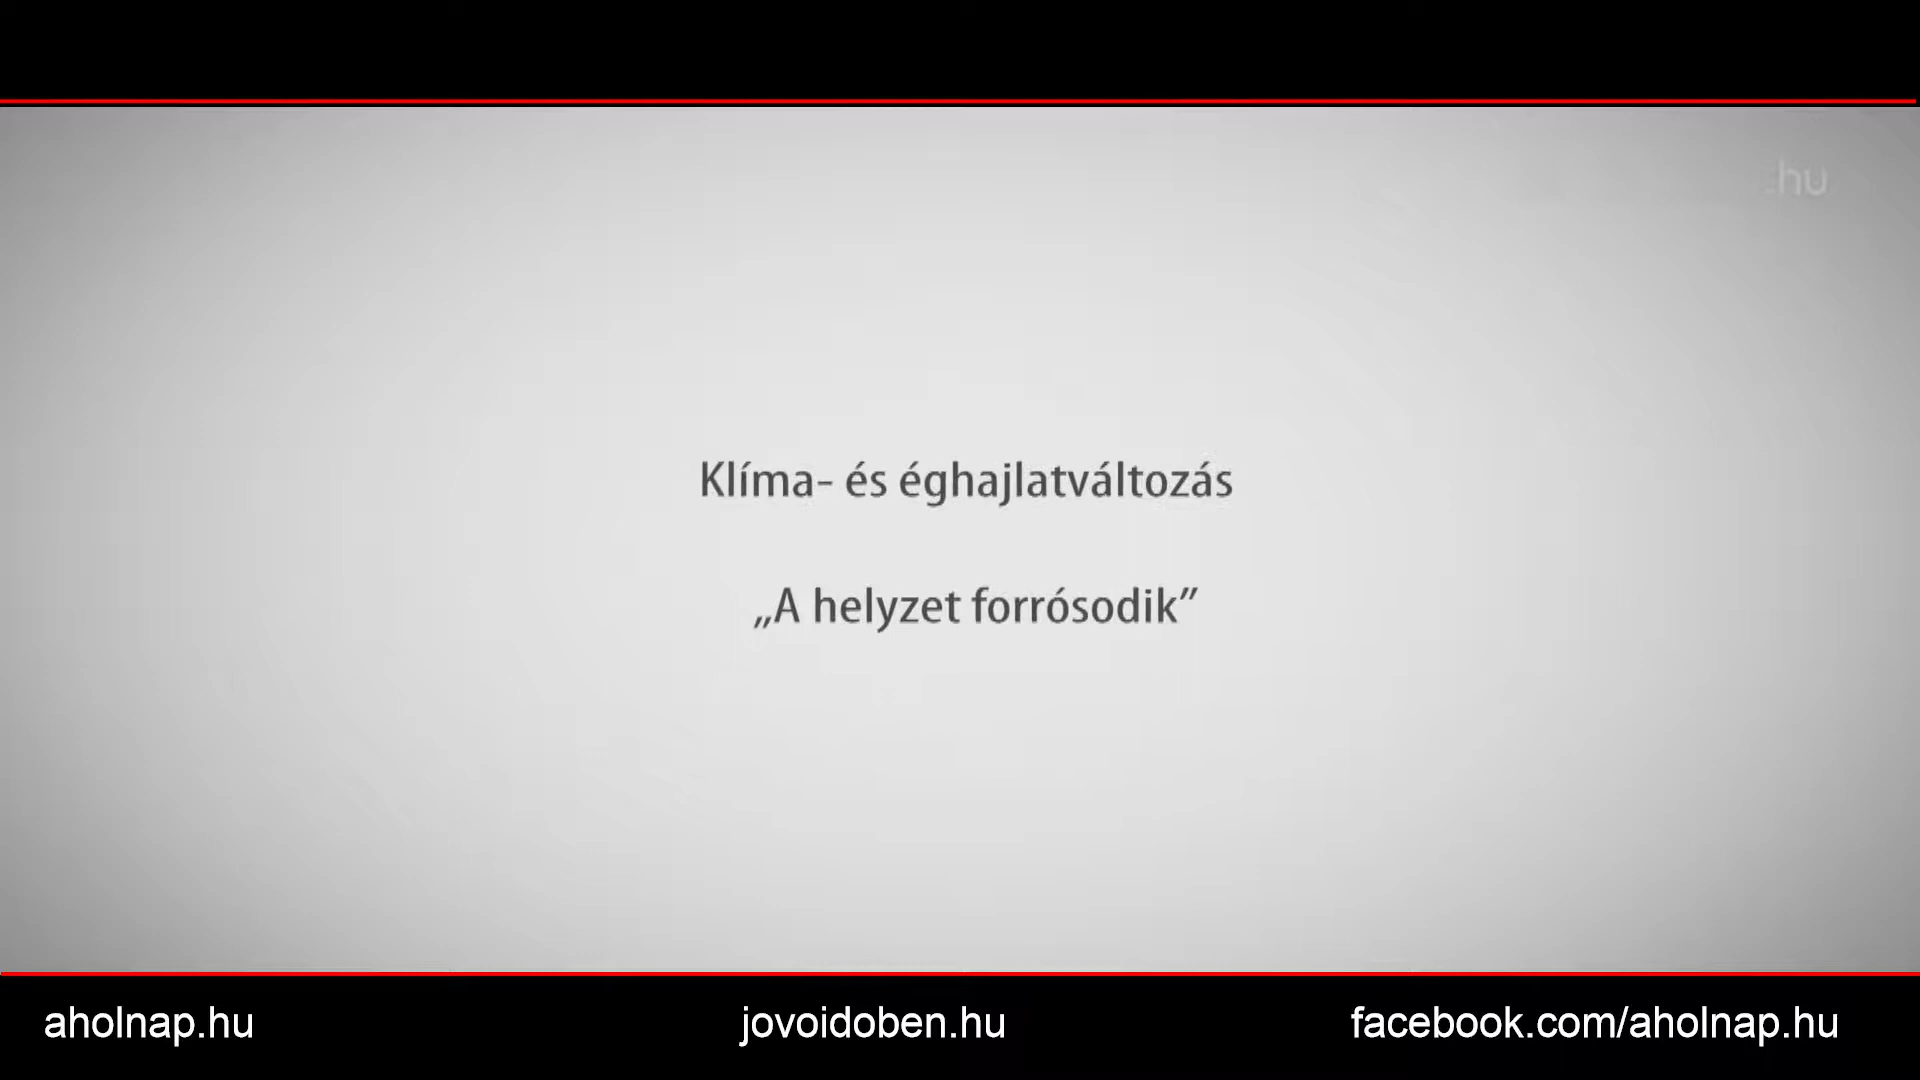 .hu
Klíma- és éghajlatváltozás
„A helyzet forrósodik”
aholnap.hu
jovoidoben.hu
facebook.com/aholnap.hu